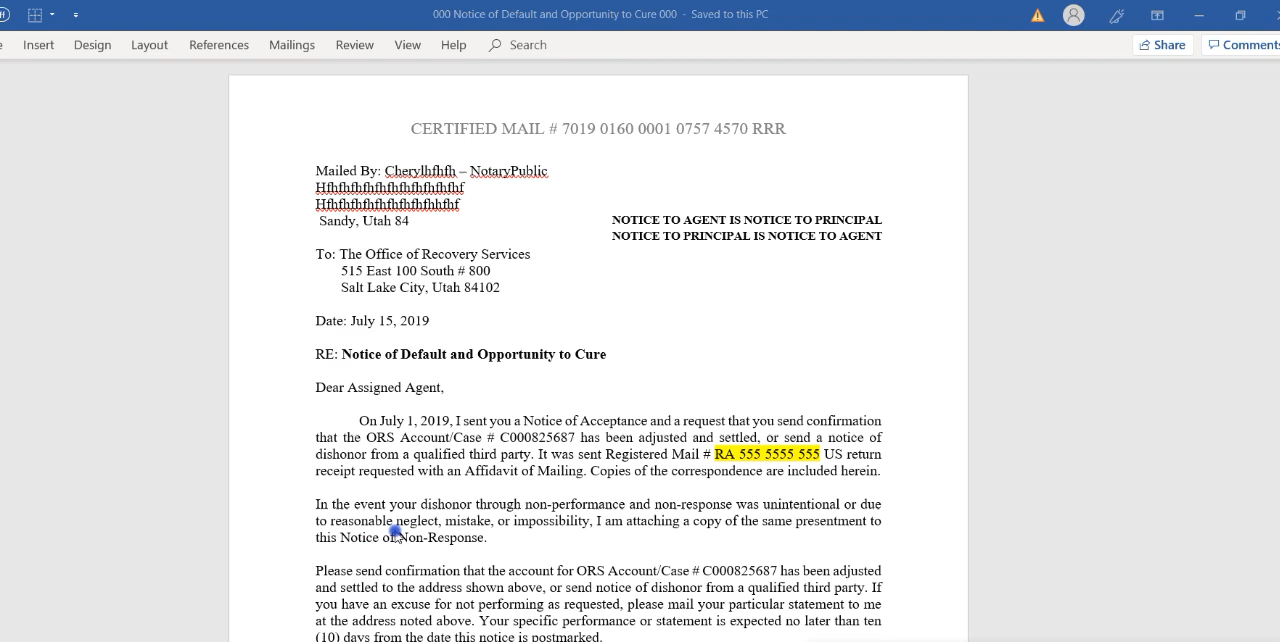 000 Notice of Default and Opportunity to Cure 000 - Saved to this PC
Insert Design Layout References Mailings Review View Help Search Share Comments
CERTIFIED MAIL # 7019 0160 0001 0757 4570 RRR
Mailed By: Cherylhfhfh – NotaryPublic
Hfhfhfhfhfhfhfhfhfhfhfhf
Hfhfhfhfhfhfhfhfhfhhfhf
Sandy, Utah 84
NOTICE TO AGENT IS NOTICE TO PRINCIPAL
NOTICE TO PRINCIPAL IS NOTICE TO AGENT
To: The Office of Recovery Services
515 East 100 South # 800
Salt Lake City, Utah 84102
Date: July 15, 2019
RE: Notice of Default and Opportunity to Cure
Dear Assigned Agent,
On July 1, 2019, I sent you a Notice of Acceptance and a request that you send confirmation
that the ORS Account/Case # C000825687 has been adjusted and settled, or send a notice of
dishonor from a qualified third party. It was sent Registered Mail # RA 555 5555 555 US return
receipt requested with an Affidavit of Mailing. Copies of the correspondence are included herein.
In the event your dishonor through non-performance and non-response was unintentional or due
to reasonable neglect, mistake, or impossibility, I am attaching a copy of the same presentment to
this Notice of Non-Response.
Please send confirmation that the account for ORS Account/Case # C000825687 has been adjusted
and settled to the address shown above, or send notice of dishonor from a qualified third party. If
you have an excuse for not performing as requested, please mail your particular statement to me
at the address noted above. Your specific performance or statement is expected no later than ten
(10) days from the date this notice is postmarked.